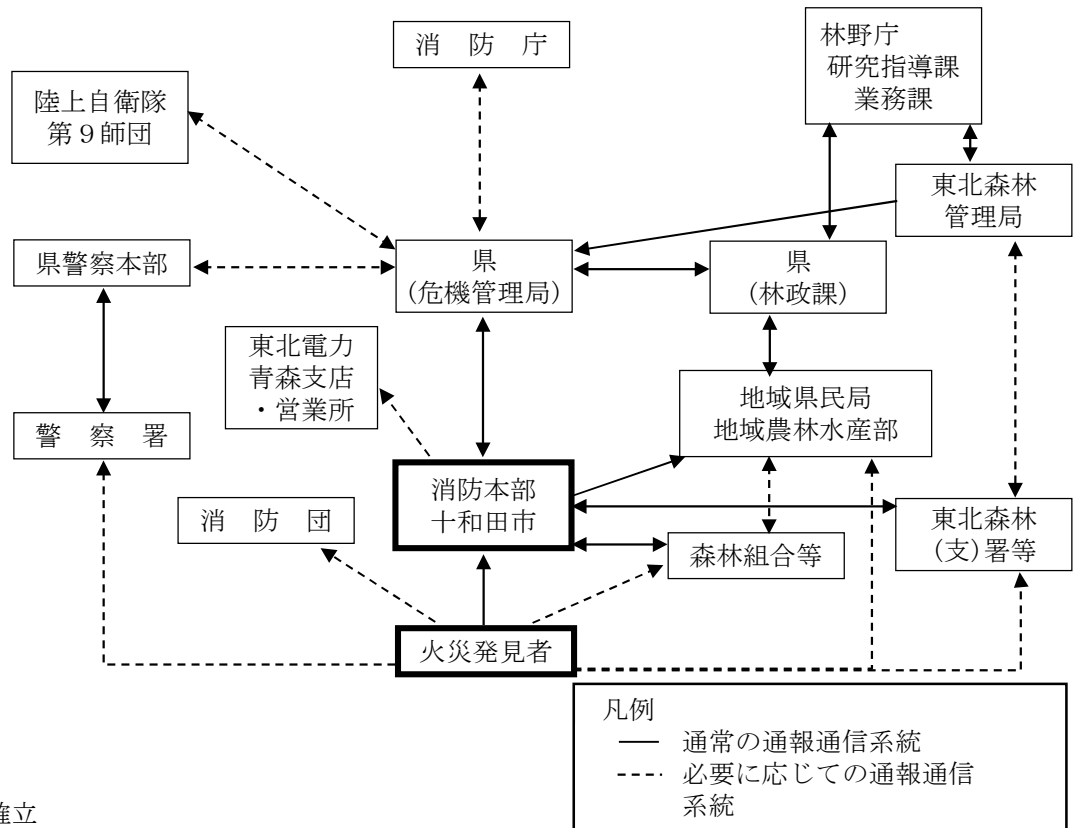 消　防　庁
林野庁
研究指導課
業務課
陸上自衛隊
第９師団
東北森林
管理局
県警察本部
県
(危機管理局)
県
(林政課)
東北電力
青森支店
・営業所
地域県民局
地域農林水産部
警　察　署
消防本部
十和田市
消　防　団
東北森林
(支)署等
森林組合等
火災発見者
凡例
通常の通報通信系統
必要に応じての通報通信
系統
立